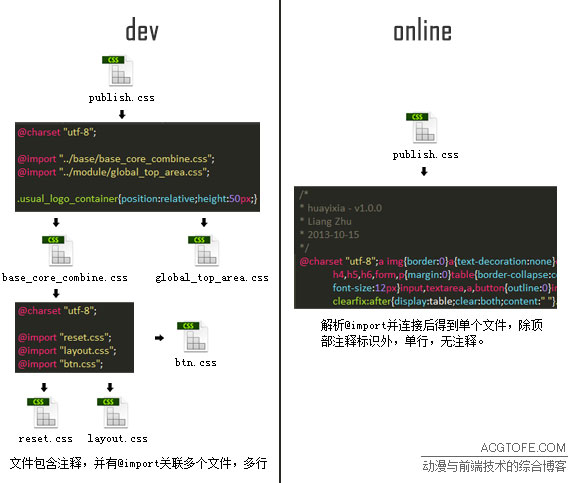 dev
CSS
publish.css
@charset "utf-8";
@import "../base/base_core_combine.css";
@import "../module/global_top_area.css";
.usual_logo_container{position:relative;height:50px;}
CSS
CSS
base_core_combine.css
global_top_area.css
@charset "utf-8";
@import "reset.css";
@import "layout.css";
@import "btn.css";
CSS
btn.css
CSS
CSS
reset.css
layout.css
文件包含注释，并有@import关联多个文件，多行
online
CSS
publish.css
/*
* huayixia - v1.0.0
* Liang Zhu
* 2013-10-15
*/
@charset "utf-8";a img{border:0}a{text-decoration:none}
h4,h5,h6,form,p{margin:0}table{border-collapse:c
font-size:12px}input,textarea,a,button{outline:0}i
clearfix:after{display:table;clear:both;content:" "}.
解析@import并连接后得到单个文件，除顶
部注释标识外，单行，无注释。
ACGTOFE.COM
动漫与前端技术的综合博客